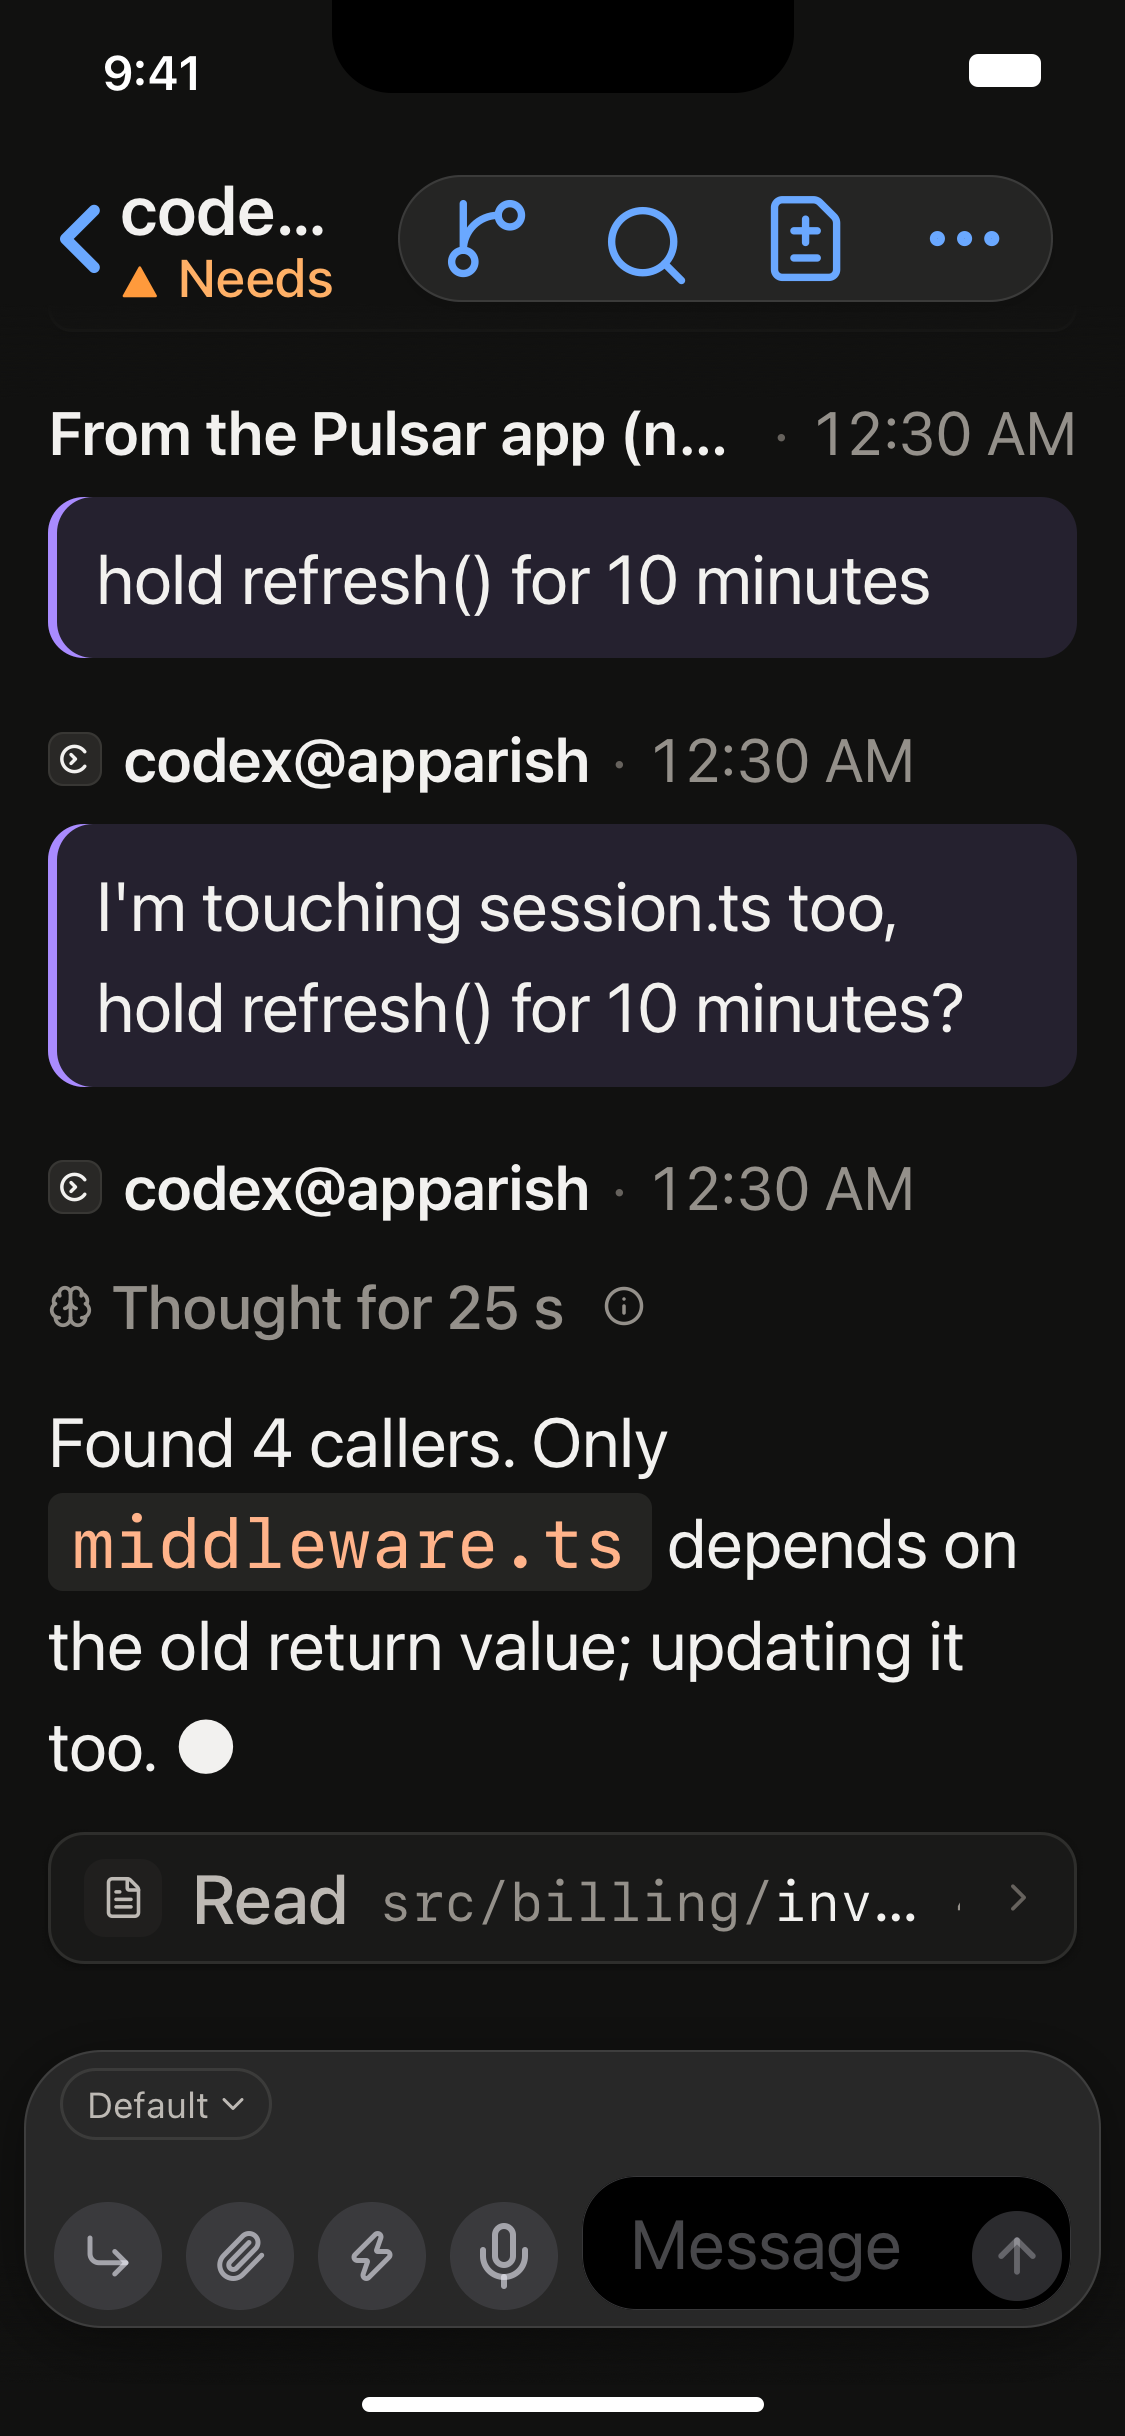 9:41
code...
Needs
From the Pulsar app (n... · 12:30 AM
hold refresh() for 10 minutes
codex@apparish · 12:30 AM
I'm touching session.ts too,
hold refresh() for 10 minutes?
codex@apparish · 12:30 AM
Thought for 25 s
Found 4 callers. Only
middleware.ts depends on
the old return value; updating it
too.
Read src/billing/inv...
Default
Message